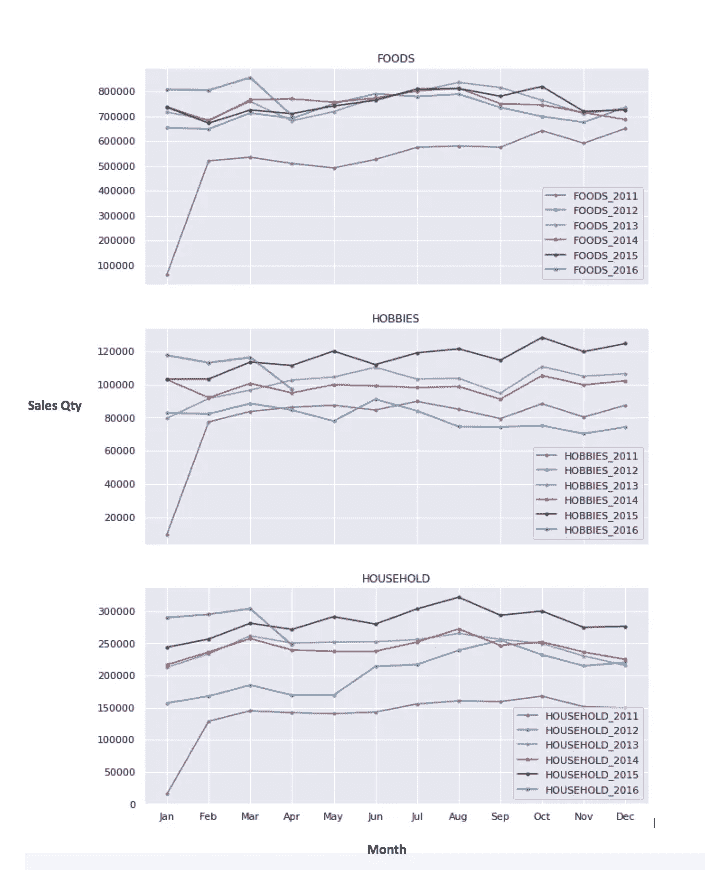 FOODS
800000
700000
600000
500000
400000
300000
200000
100000
FOODS_2011
FOODS_2012
FOODS_2013
FOODS_2014
FOODS_2015
FOODS_2016
HOBBIES
120000
100000
80000
60000
40000
20000
Sales Qty
HOBBIES_2011
HOBBIES_2012
HOBBIES_2013
HOBBIES_2014
HOBBIES_2015
HOBBIES_2016
HOUSEHOLD
300000
250000
200000
150000
100000
50000
0
HOUSEHOLD_2011
HOUSEHOLD_2012
HOUSEHOLD_2013
HOUSEHOLD_2014
HOUSEHOLD_2015
HOUSEHOLD_2016
Jan Feb Mar Apr May Jun Jul Aug Sep Oct Nov Dec
Month